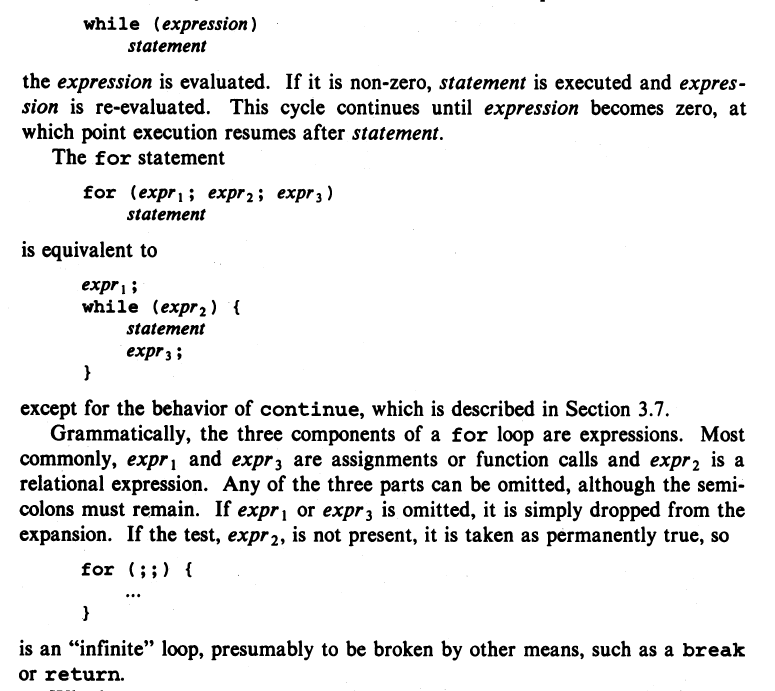 while (expression)
statement
the expression is evaluated. If it is non-zero, statement is executed and expres-
sion is re-evaluated. This cycle continues until expression becomes zero, at
which point execution resumes after statement.
The for statement
for (expr₁; expr₂; expr₃)
statement
is equivalent to
expr₁;
while (expr₂) {
statement
expr₃;
}
except for the behavior of continue, which is described in Section 3.7.
Grammatically, the three components of a for loop are expressions. Most
commonly, expr₁ and expr₃ are assignments or function calls and expr₂ is a
relational expression. Any of the three parts can be omitted, although the semi-
colons must remain. If expr₁ or expr₃ is omitted, it is simply dropped from the
expansion. If the test, expr₂, is not present, it is taken as permanently true, so
for (;;) {
...
}
is an “infinite” loop, presumably to be broken by other means, such as a break
or return.